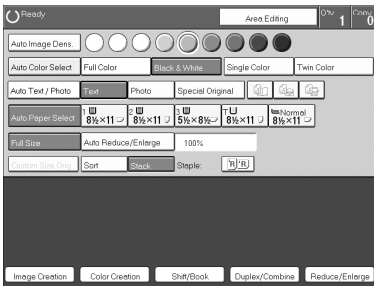 Ready Area Editing Q'ty 1 Copy 0
Auto Image Dens.
Auto Color Select Full Color Black & White Single Color Twin Color
Auto Text / Photo Text Photo Special Original
1 2 3 T Normal
Auto Paper Select 8½×11 8½×11 5½×8½ 8½×11 8½×11
Full Size Auto Reduce/Enlarge 100%
Custom Size Orig. Sort Stack Staple: R R
Image Creation Color Creation Shift/Book Duplex/Combine Reduce/Enlarge